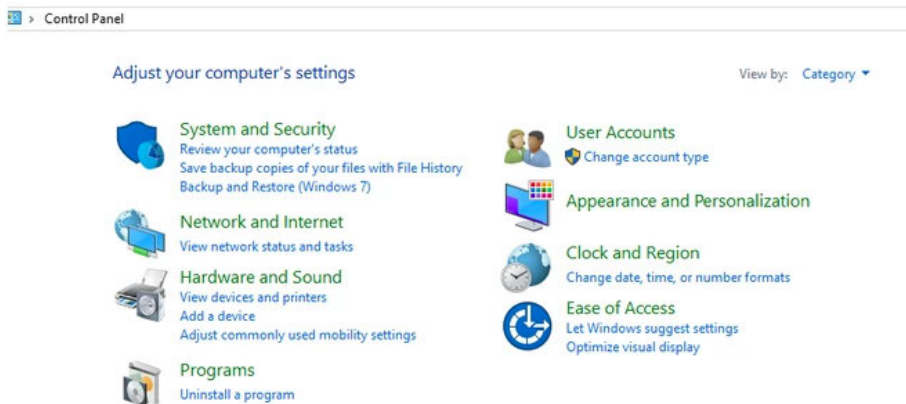 Control Panel
Adjust your computer's settings
View by: Category
System and Security
Review your computer's status
Save backup copies of your files with File History
Backup and Restore (Windows 7)
Network and Internet
View network status and tasks
Hardware and Sound
View devices and printers
Add a device
Adjust commonly used mobility settings
Programs
Uninstall a program
User Accounts
Change account type
Appearance and Personalization
Clock and Region
Change date, time, or number formats
Ease of Access
Let Windows suggest settings
Optimize visual display